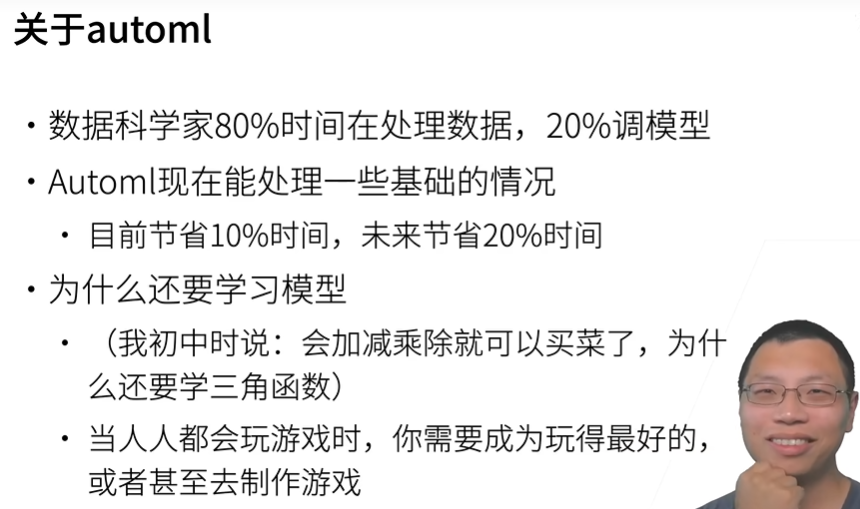 关于automl
• 数据科学家80%时间在处理数据，20%调模型
• Automl现在能处理一些基础的情况
• 目前节省10%时间，未来节省20%时间
• 为什么还要学习模型
• （我初中时说：会加减乘除就可以买菜了，为什
么还要学三角函数）
• 当人人都会玩游戏时，你需要成为玩得最好的，
或者甚至去制作游戏